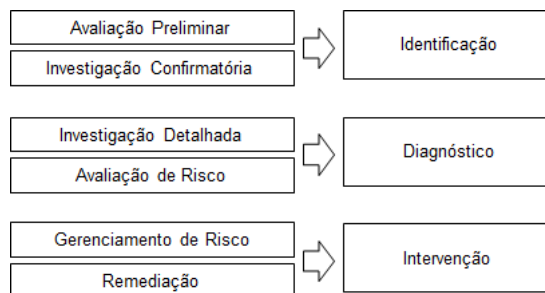 Avaliação Preliminar
Investigação Confirmatória
Identificação
Investigação Detalhada
Avaliação de Risco
Diagnóstico
Gerenciamento de Risco
Remediação
Intervenção